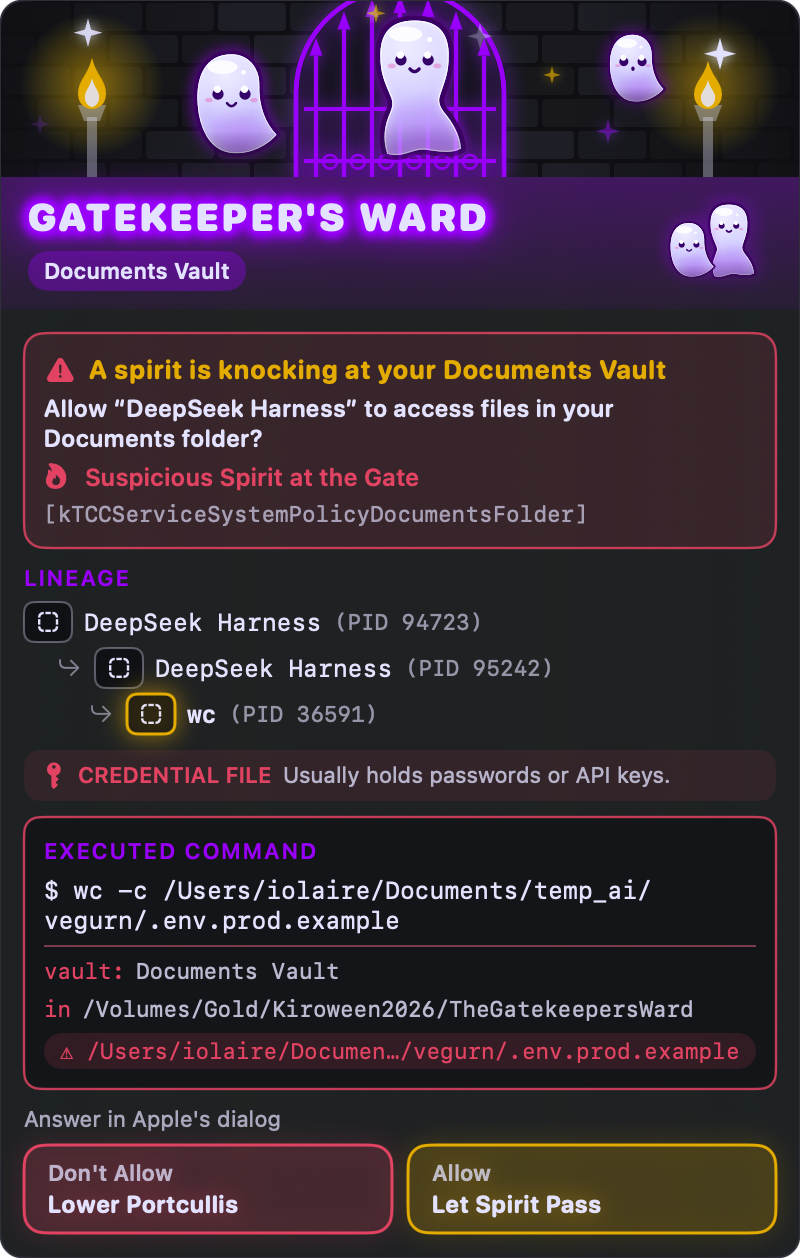 GATEKEEPER'S WARD
Documents Vault
A spirit is knocking at your Documents Vault
Allow “DeepSeek Harness” to access files in your
Documents folder?
Suspicious Spirit at the Gate
[kTCCServiceSystemPolicyDocumentsFolder]
LINEAGE
DeepSeek Harness (PID 94723)
DeepSeek Harness (PID 95242)
wc (PID 36591)
CREDENTIAL FILE Usually holds passwords or API keys.
EXECUTED COMMAND
$ wc -c /Users/iolaire/Documents/temp_ai/
vegurn/.env.prod.example
vault: Documents Vault
in /Volumes/Gold/Kiroween2026/TheGatekeepersWard
⚠ /Users/iolaire/Documen…/vegurn/.env.prod.example
Answer in Apple's dialog
Don't Allow
Lower Portcullis
Allow
Let Spirit Pass